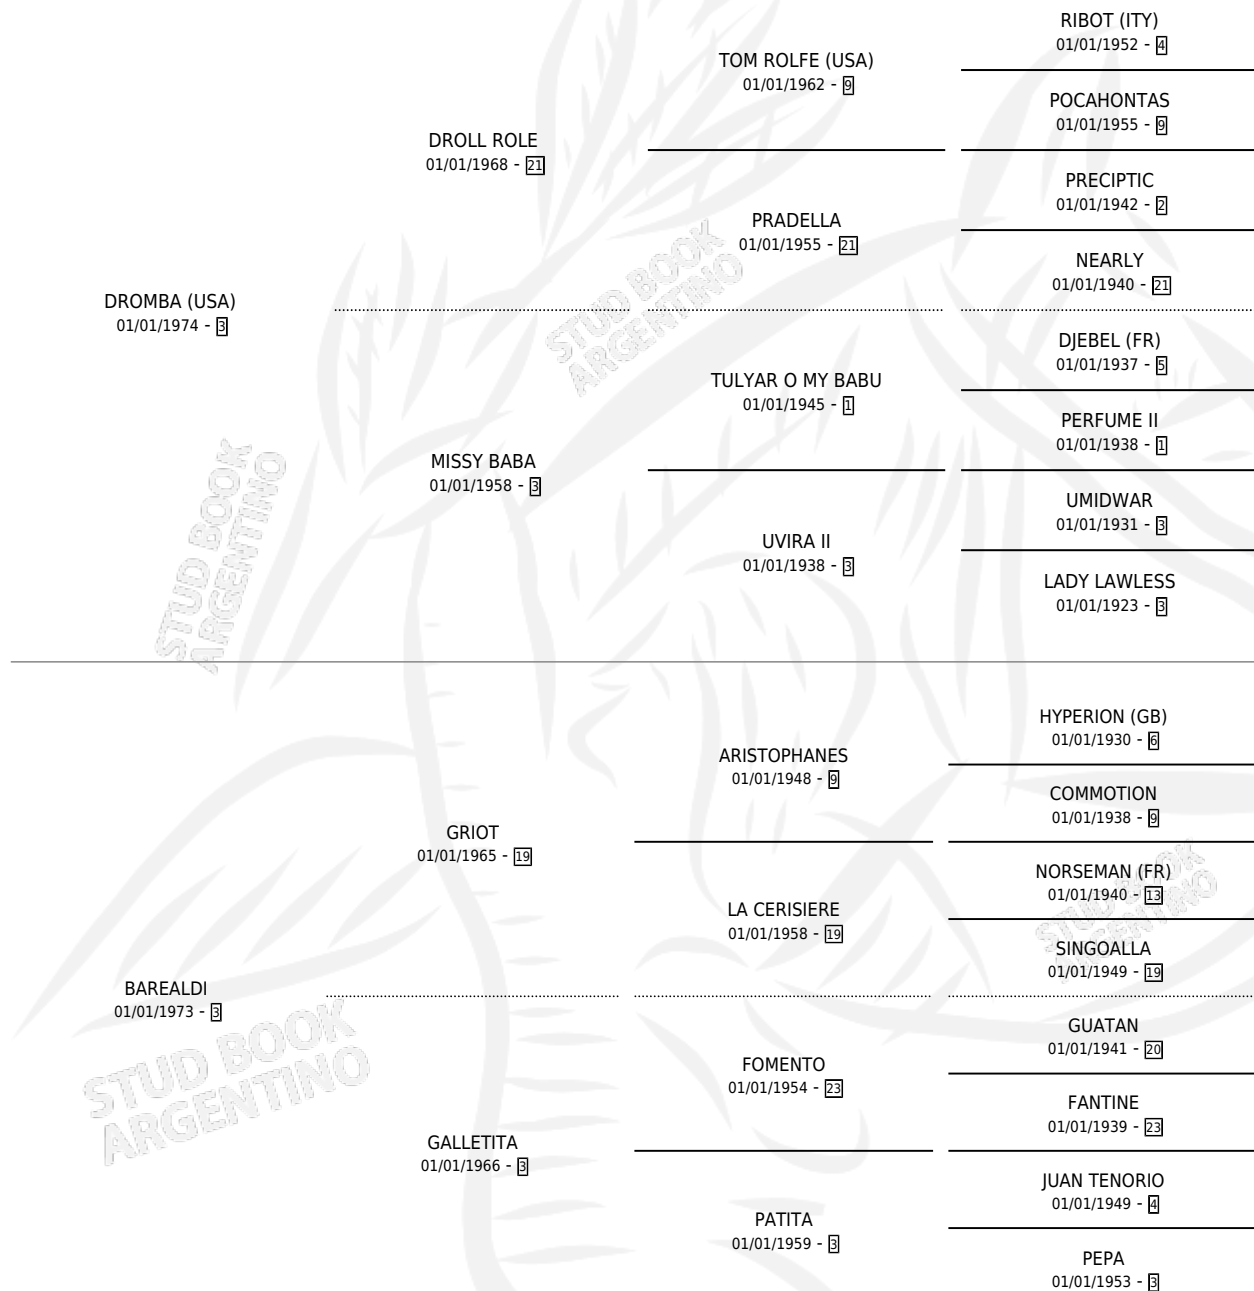 RIBOT (ITY)
01/01/1952 - 4
TOM ROLFE (USA)
01/01/1962 - 9
POCAHONTAS
01/01/1955 - 9
DROLL ROLE
01/01/1968 - 21
PRECIPTIC
01/01/1942 - 2
PRADELLA
01/01/1955 - 21
NEARLY
01/01/1940 - 21
DROMBA (USA)
01/01/1974 - 3
DJEBEL (FR)
01/01/1937 - 5
TULYAR O MY BABU
01/01/1945 - 1
PERFUME II
01/01/1938 - 1
MISSY BABA
01/01/1958 - 3
UMIDWAR
01/01/1931 - 3
UVIRA II
01/01/1938 - 3
LADY LAWLESS
01/01/1923 - 3
HYPERION (GB)
01/01/1930 - 6
ARISTOPHANES
01/01/1948 - 9
COMMOTION
01/01/1938 - 9
GRIOT
01/01/1965 - 19
NORSEMAN (FR)
01/01/1940 - 13
LA CERISIERE
01/01/1958 - 19
SINGOALLA
01/01/1949 - 19
BAREALDI
01/01/1973 - 3
GUATAN
01/01/1941 - 20
FOMENTO
01/01/1954 - 23
FANTINE
01/01/1939 - 23
GALLETITA
01/01/1966 - 3
JUAN TENORIO
01/01/1949 - 4
PATITA
01/01/1959 - 3
PEPA
01/01/1953 - 3
STUD BOOK
ARGENTINO
STUD BOOK
ARGENTINO
STUD BOOK
ARGENTINO
STUD BOOK
ARGENTINO